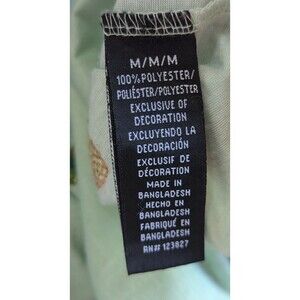 M/M/M
100% POLYESTER/
POLIÉSTER/POLYESTER
EXCLUSIVE OF
DECORATION
EXCLUYENDO LA
DECORACIÓN
EXCLUSIF DE
DÉCORATION
MADE IN
BANGLADESH
HECHO EN
BANGLADESH
FABRIQUÉ EN
BANGLADESH
RN# 123827